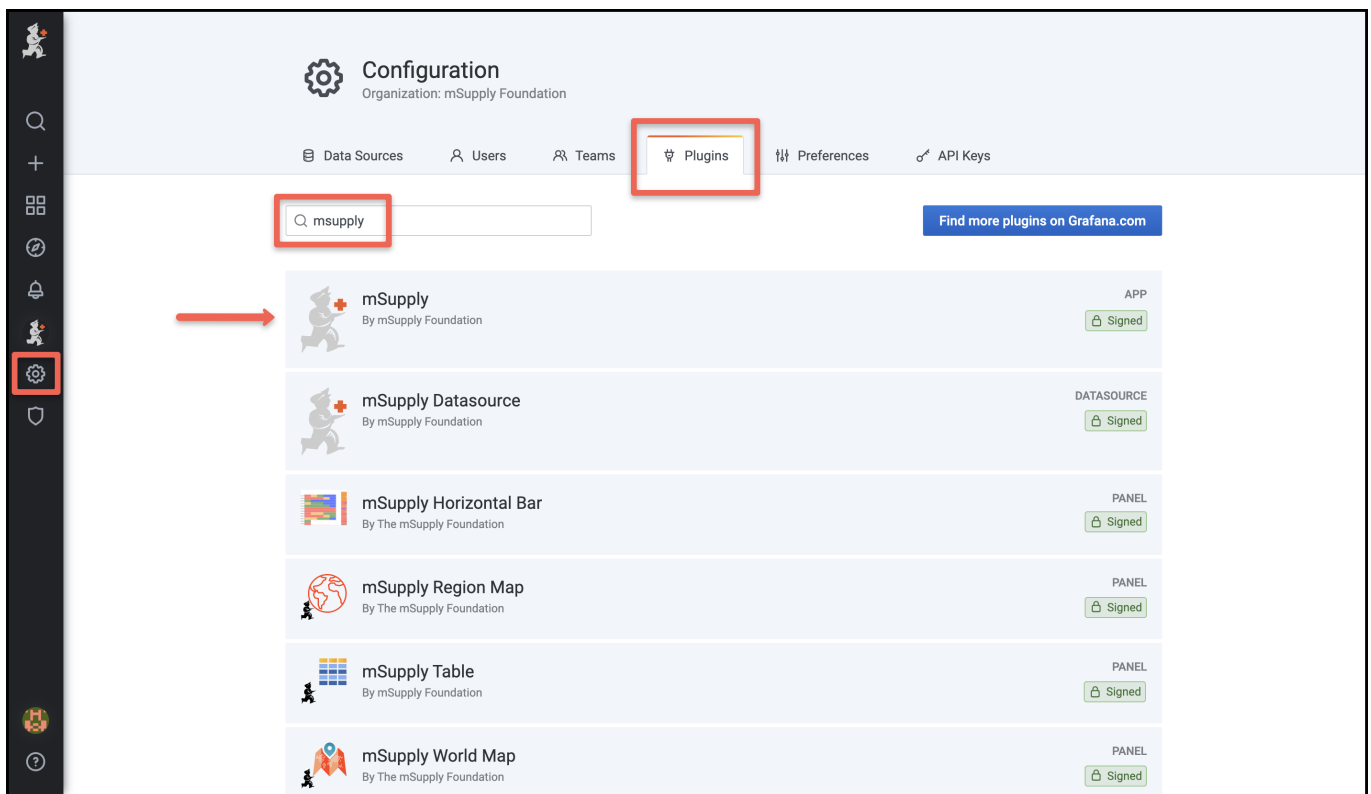 Configuration
Organization: mSupply Foundation
Data Sources Users Teams Plugins Preferences API Keys
msupply Find more plugins on Grafana.com
mSupply APP
By mSupply Foundation Signed
mSupply Datasource DATASOURCE
By mSupply Foundation Signed
mSupply Horizontal Bar PANEL
By The mSupply Foundation Signed
mSupply Region Map PANEL
By The mSupply Foundation Signed
mSupply Table PANEL
By mSupply Foundation Signed
mSupply World Map PANEL
By The mSupply Foundation Signed